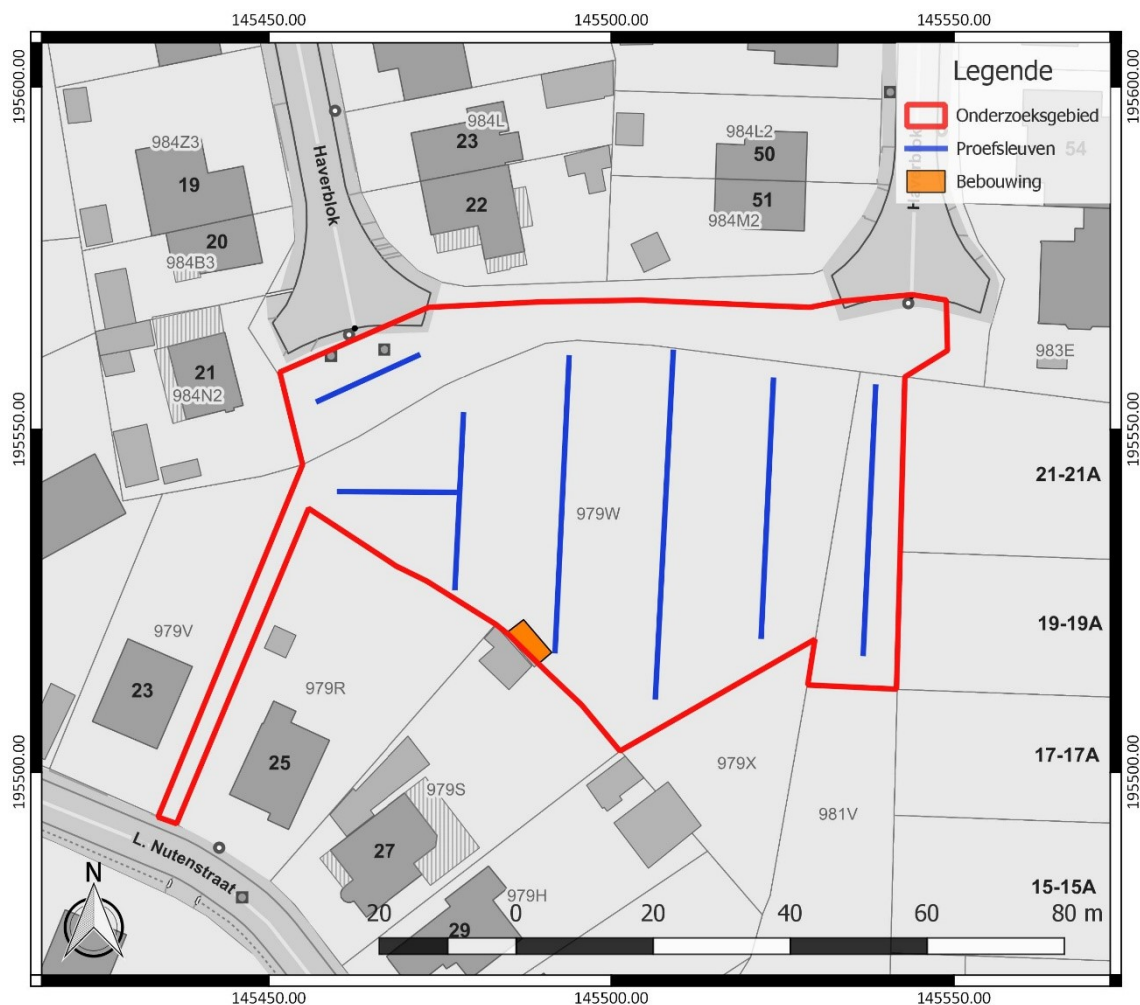 145450.00
145500.00
145550.00
195600.00
195600.00
Legende
Onderzoeksgebied
Proefsleuven
Bebouwing
984Z3
19
20
984B3
Haverblok
984L
23
22
984L-2
50
51
984M2
54
21
984N2
983E
195550.00
195550.00
979W
21-21A
19-19A
979V
23
979R
25
979X
17-17A
981V
195500.00
195500.00
979S
27
L. Nutenstraat
979H
29
15-15A
N
20
0
20
40
60
80 m
145450.00
145500.00
145550.00